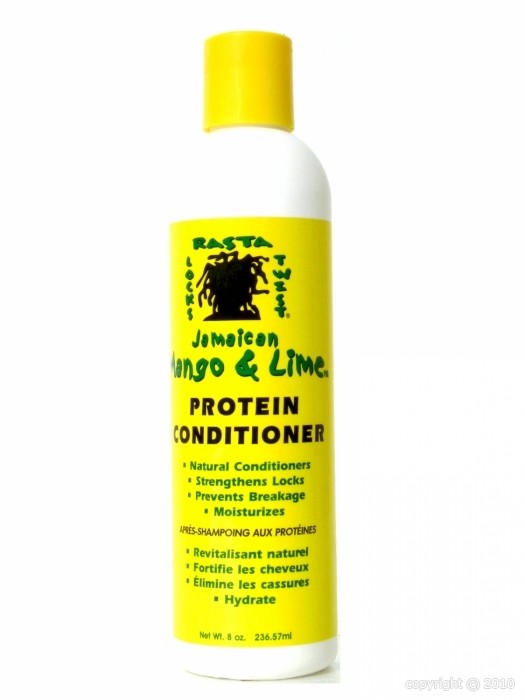 RASTA
LOCKS
TWIST
Jamaican
Mango & Lime
PROTEIN
CONDITIONER
• Natural Conditioners
• Strengthens Locks
• Prevents Breakage
• Moisturizes
APRÈS-SHAMPOING AUX PROTÉINES
• Revitalisant naturel
• Fortifie les cheveux
• Élimine les cassures
• Hydrate
Net Wt. 8 oz. 236.57ml
copyright @ 2010